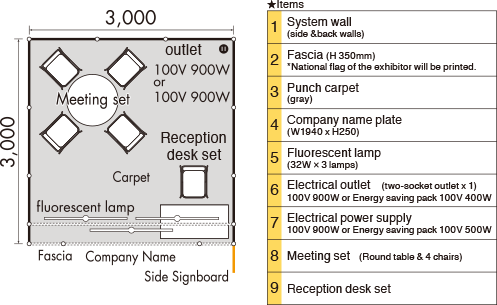 3,000
3,000
outlet
100V 900W
or
100V 900W
Meeting set
Reception
desk set
Carpet
fluorescent lamp
Fascia
Company Name
Side Signboard
★Items
1 System wall
(side &back walls)
2 Fascia (H 350mm)
*National flag of the exhibitor will be printed.
3 Punch carpet
(gray)
4 Company name plate
(W1940 x H250)
5 Fluorescent lamp
(32W × 3 lamps)
6 Electrical outlet (two-socket outlet x 1)
100V 900W or Energy saving pack 100V 400W
7 Electrical power supply
100V 900W or Energy saving pack 100V 500W
8 Meeting set (Round table & 4 chairs)
9 Reception desk set